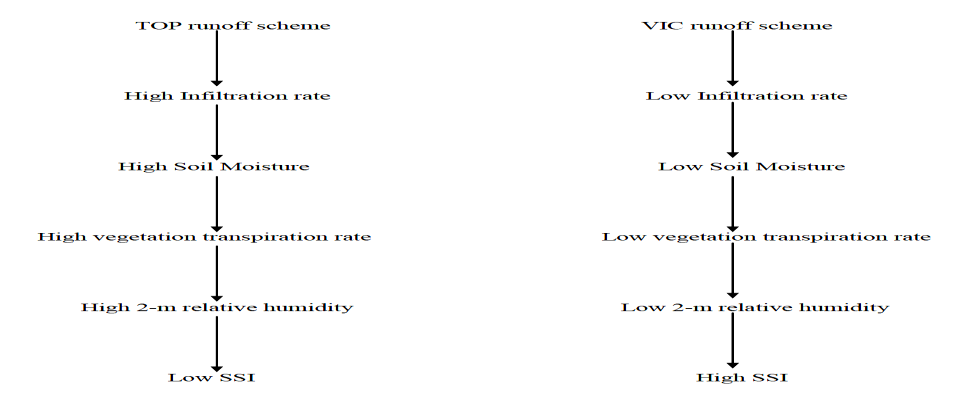 TOP runoff scheme
High Infiltration rate
High Soil Moisture
High vegetation transpiration rate
High 2-m relative humidity
Low SSI
VIC runoff scheme
Low Infiltration rate
Low Soil Moisture
Low vegetation transpiration rate
Low 2-m relative humidity
High SSI